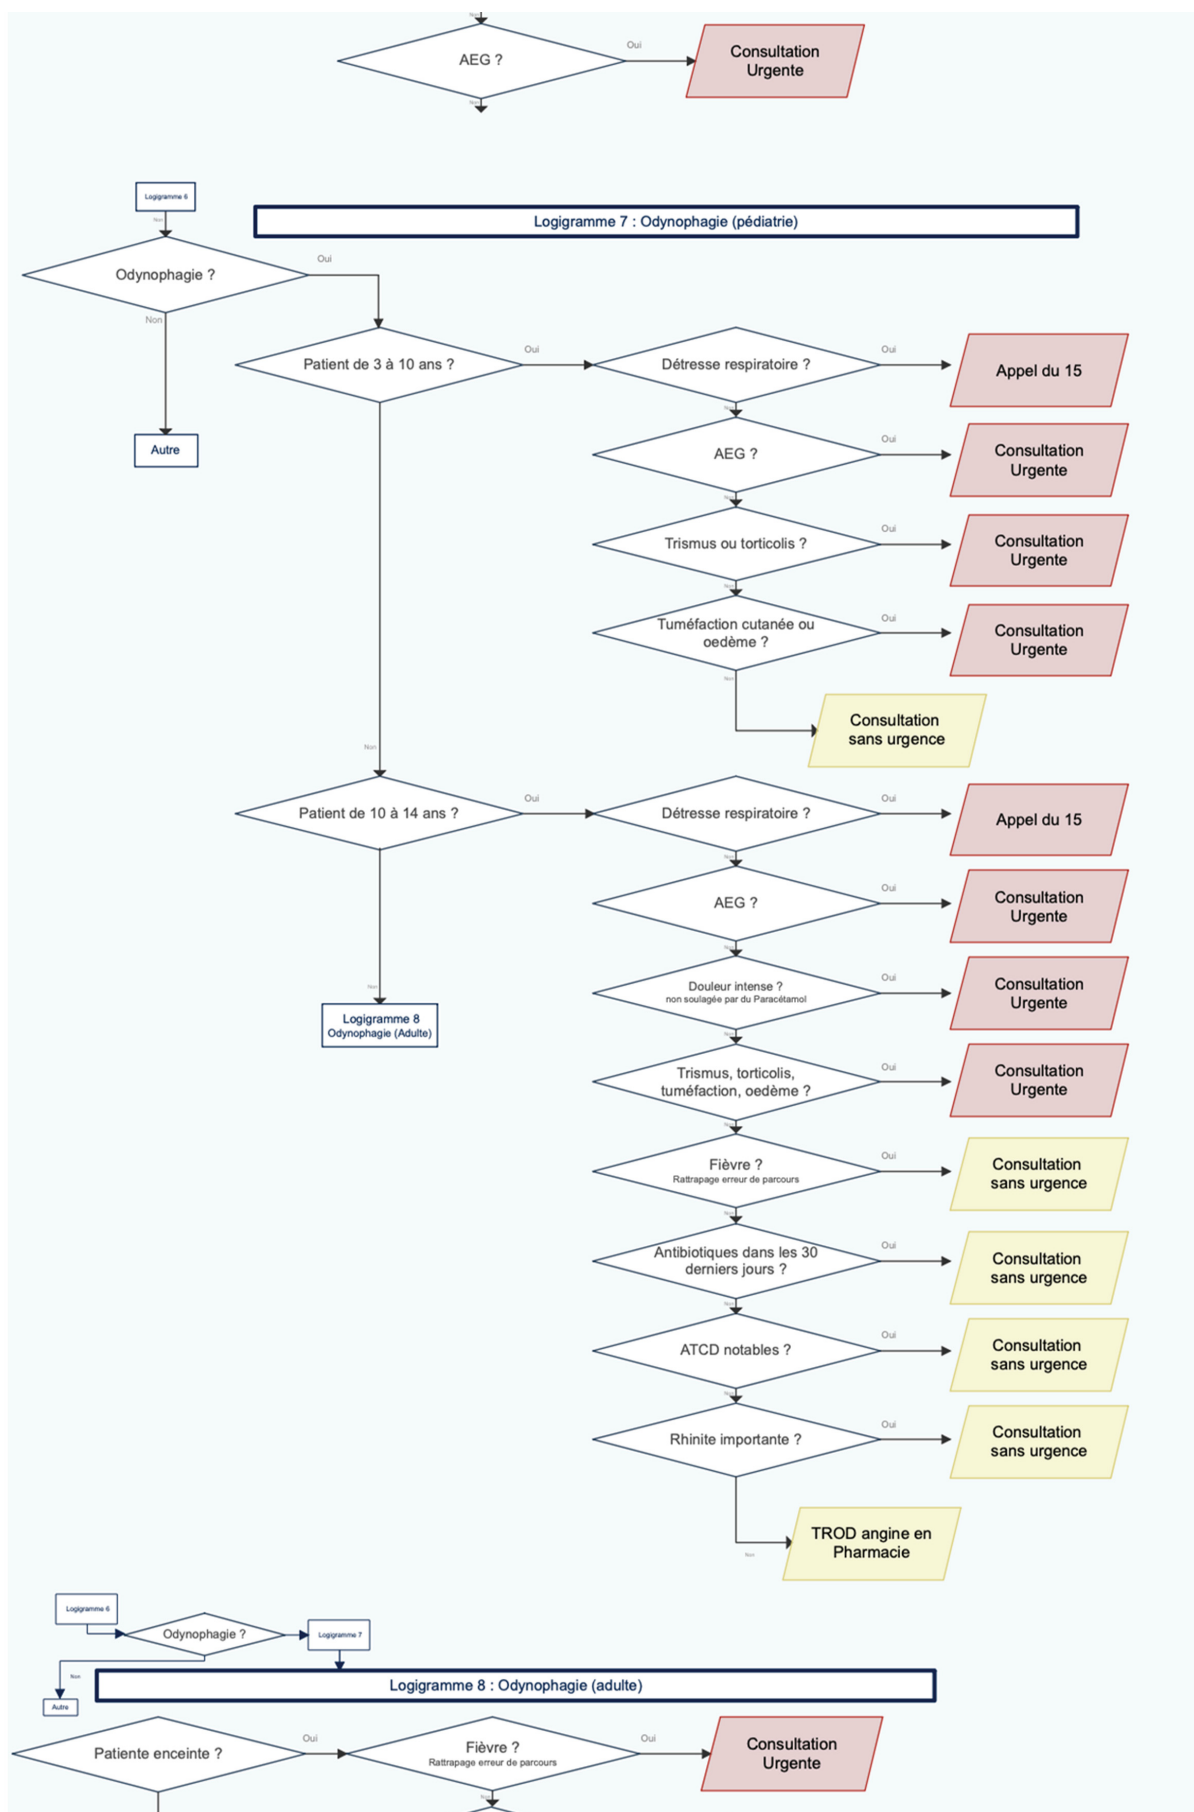 Non
AEG ?
Oui
Consultation
Urgente
Non
Logigramme 6
Non
Logigramme 7 : Odynophagie (pédiatrie)
Odynophagie ?
Oui
Non
Autre
Patient de 3 à 10 ans ?
Oui
Détresse respiratoire ?
Oui
Appel du 15
Non
AEG ?
Oui
Consultation
Urgente
Non
Trismus ou torticolis ?
Oui
Consultation
Urgente
Non
Tuméfaction cutanée ou
oedème ?
Oui
Consultation
Urgente
Non
Consultation
sans urgence
Non
Patient de 10 à 14 ans ?
Oui
Détresse respiratoire ?
Oui
Appel du 15
Non
AEG ?
Oui
Consultation
Urgente
Non
Logigramme 8
Odynophagie (Adulte)
Non
Douleur intense ?
non soulagée par du Paracétamol
Oui
Consultation
Urgente
Non
Trismus, torticolis,
tuméfaction, oedème ?
Oui
Consultation
Urgente
Non
Fièvre ?
Rattrapage erreur de parcours
Oui
Consultation
sans urgence
Non
Antibiotiques dans les 30
derniers jours ?
Oui
Consultation
sans urgence
Non
ATCD notables ?
Oui
Consultation
sans urgence
Non
Rhinite importante ?
Oui
Consultation
sans urgence
Non
TROD angine en
Pharmacie
Logigramme 6
Odynophagie ?
Logigramme 7
Non
Autre
Logigramme 8 : Odynophagie (adulte)
Patiente enceinte ?
Oui
Fièvre ?
Rattrapage erreur de parcours
Oui
Consultation
Urgente
Non